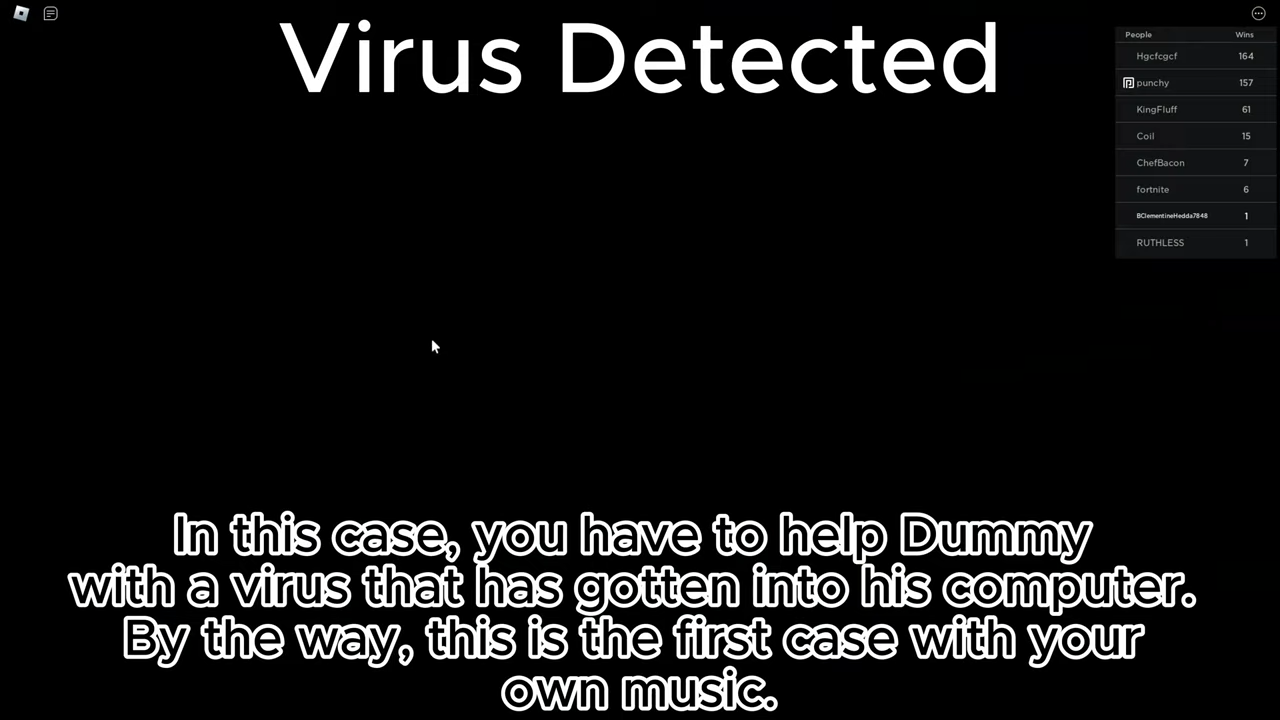 Virus Detected
People Wins
Hgcfcgcf 164
punchy 157
KingFluff 61
Coil 15
ChefBacon 7
fortnite 6
BClementineHedda7848 1
RUTHLESS 1
In this case, you have to help Dummy
with a virus that has gotten into his computer.
By the way, this is the first case with your
own music.